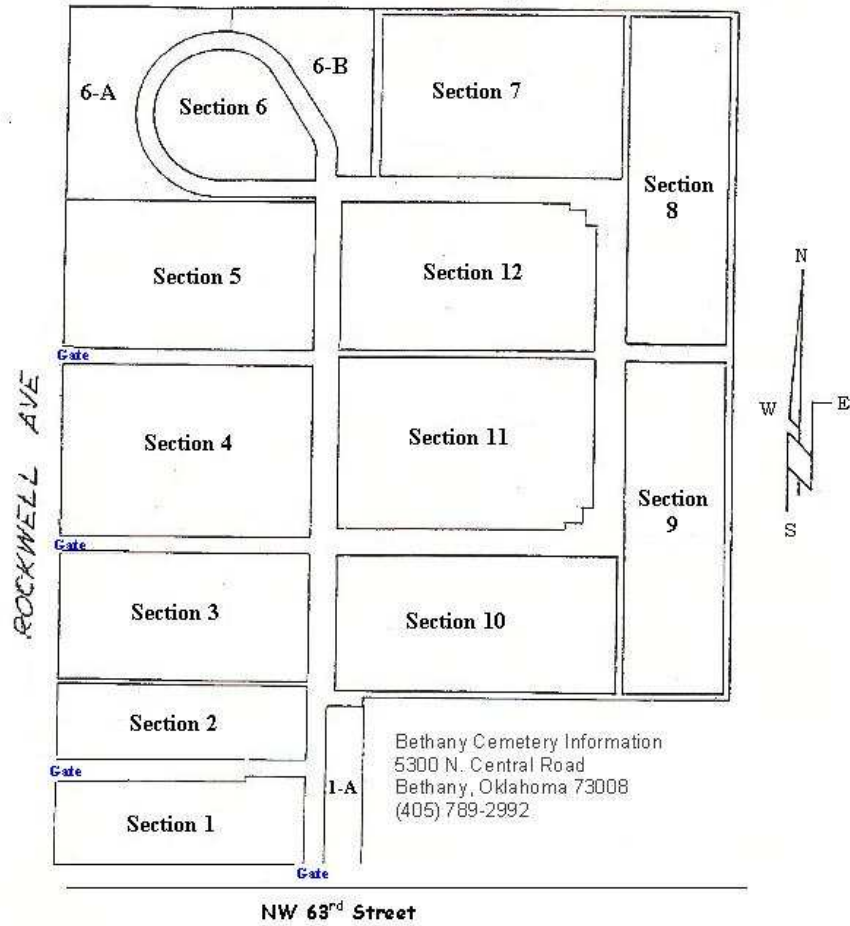 6-A
6-B
Section 6
Section 7
Section
8
Section 5
Section 12
N
W
E
S
Gate
ROCKWELL AVE
Section 4
Section 11
Section
9
Gate
Section 3
Section 10
Section 2
Gate
1-A
Bethany Cemetery Information
5300 N. Central Road
Bethany, Oklahoma 73008
(405) 789-2992
Section 1
Gate
NW 63rd Street